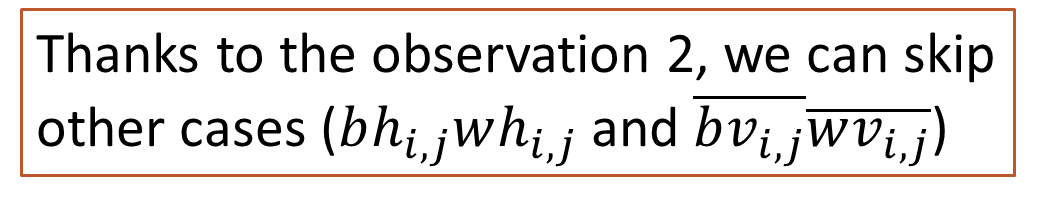 Thanks to the observation 2, we can skip
other cases ($bh_{i,j}wh_{i,j}$ and $\overline{bv_{i,j}}\overline{wv_{i,j}}$)